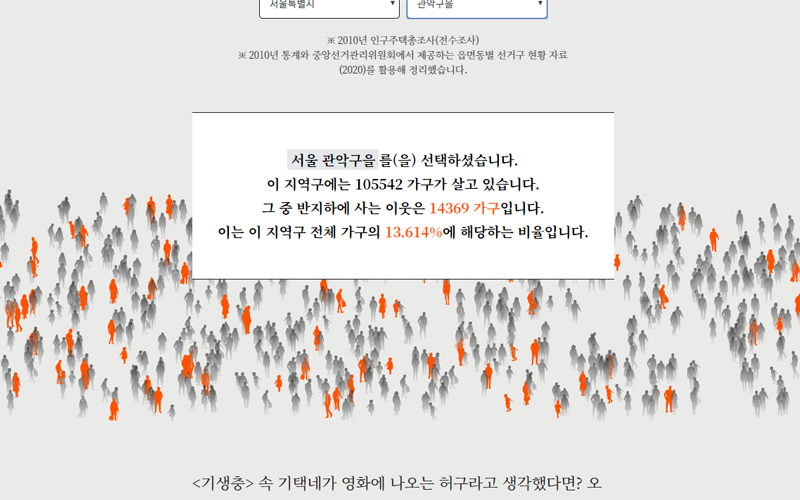 서울특별시 관악구을
※ 2010년 인구주택총조사(전수조사)
※ 2010년 통계와 중앙선거관리위원회에서 제공하는 읍면동별 선거구 현황 자료
(2020)를 활용해 정리했습니다.
서울 관악구을 를(을) 선택하셨습니다.
이 지역구에는 105542 가구가 살고 있습니다.
그 중 반지하에 사는 이웃은 14369 가구입니다.
이는 이 지역구 전체 가구의 13.614%에 해당하는 비율입니다.
<기생충> 속 기택네가 영화에 나오는 허구라고 생각했다면? 오